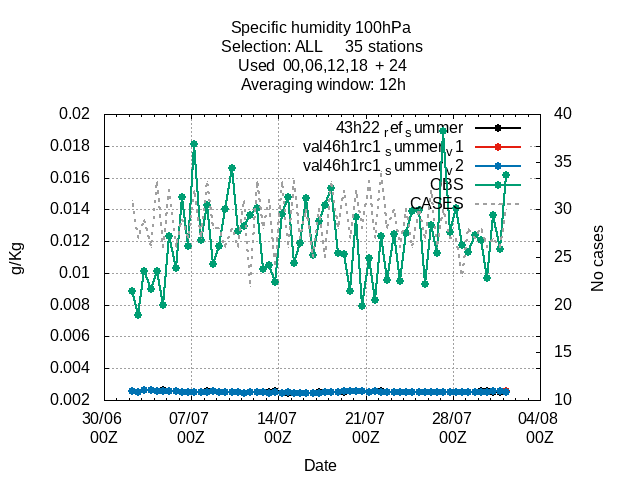 Specific humidity 100hPa
Selection: ALL 35 stations
Used 00,06,12,18 + 24
Averaging window: 12h
0.02
0.018
0.016
0.014
0.012
0.01
0.008
0.006
0.004
0.002
g/Kg
40
35
30
25
20
15
10
No cases
43h22 ref summer
val46h1rc1 summer v1
val46h1rc1 summer v2
OBS
CASES
30/06 07/07 14/07 21/07 28/07 04/08
00Z 00Z 00Z 00Z 00Z 00Z
Date